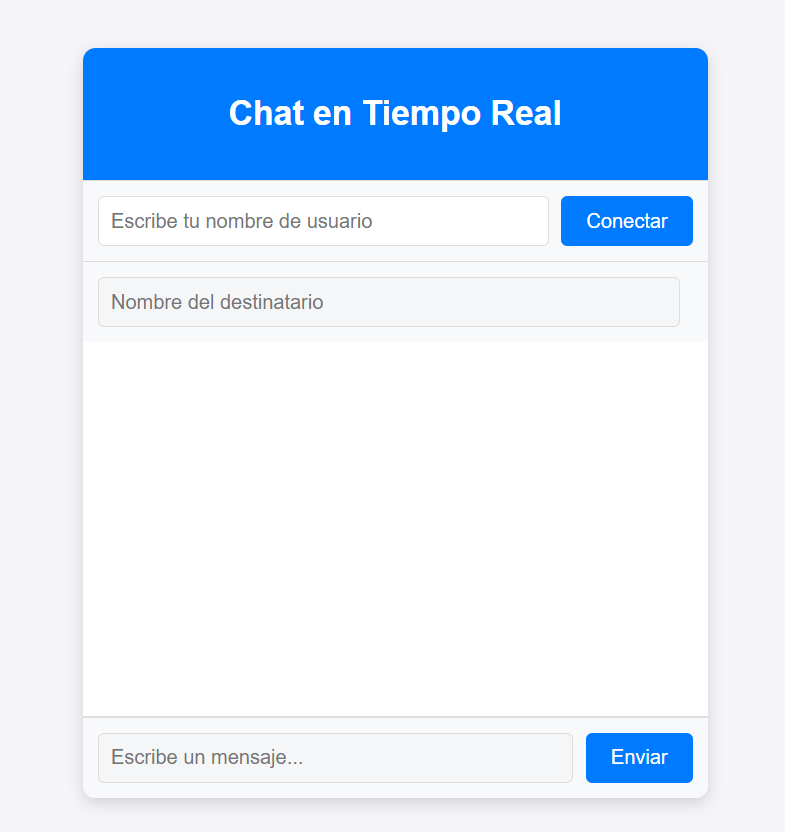 Chat en Tiempo Real
Escribe tu nombre de usuario
Conectar
Nombre del destinatario
Escribe un mensaje...
Enviar